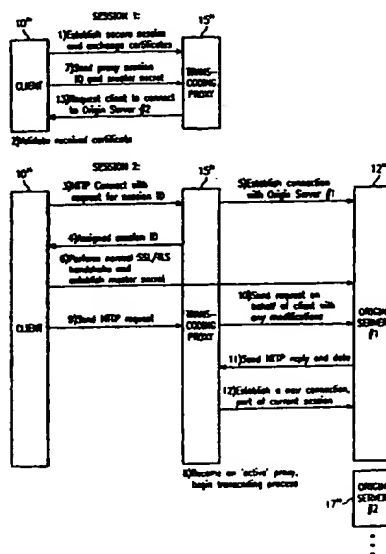 SESSION 1:
10'''
15'''
1) Establish secure session
and exchange certificates
7) Send proxy session
ID and master secret
13) Request client to connect
to Origin Server #2
CLIENT
TRANS-
CODING
PROXY
2) Validate received certificate
SESSION 2:
10'''
15'''
12'''
3) HTTP Connect with
request for session ID
5) Establish connection
with Origin Server #1
4) Assigned session ID
6) Perform normal SSL/TLS
handshake and
establish master secret
10) Send request on
behalf of client with
any modifications
9) Send HTTP request
CLIENT
TRANS-
CODING
PROXY
ORIGIN
SERVER
#1
11) Send HTTP reply and data
12) Establish a new connection,
part of current session
8) Become an 'active' proxy,
begin transcoding process
17'''
ORIGIN
SERVER
#2